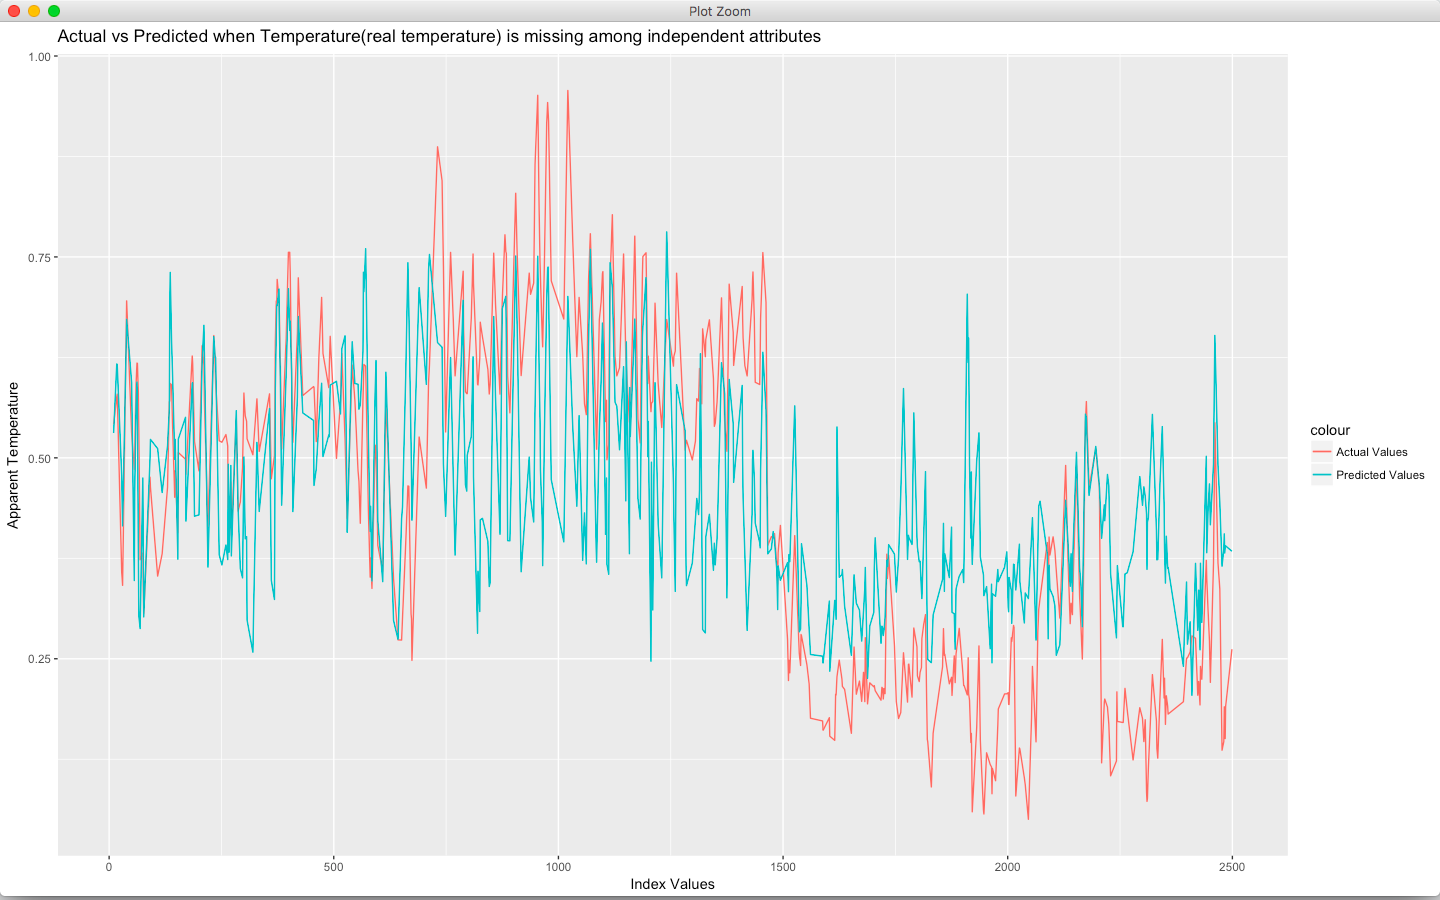 Plot Zoom
Actual vs Predicted when Temperature(real temperature) is missing among independent attributes
1.00
0.75
0.50
0.25
Apparent Temperature
0
500
1000
1500
2000
2500
Index Values
colour
Actual Values
Predicted Values